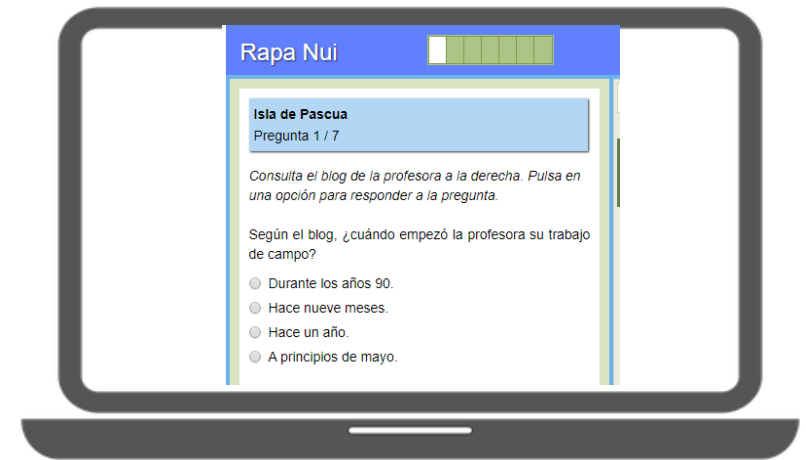 Rapa Nui
Isla de Pascua
Pregunta 1 / 7
Consulta el blog de la profesora a la derecha. Pulsa en
una opción para responder a la pregunta.
Según el blog, ¿cuándo empezó la profesora su trabajo
de campo?
Durante los años 90.
Hace nueve meses.
Hace un año.
A principios de mayo.